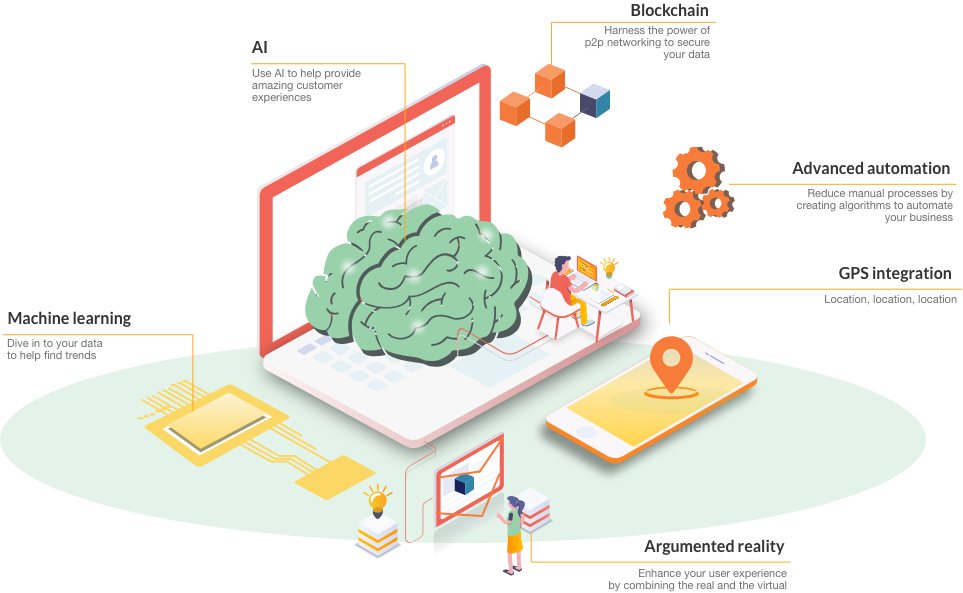 Blockchain
Harness the power of
p2p networking to secure
your data
AI
Use AI to help provide
amazing customer
experiences
Advanced automation
Reduce manual processes by
creating algorithms to automate
your business
GPS integration
Location, location, location
Machine learning
Dive in to your data
to help find trends
Argumented reality
Enhance your user experience
by combining the real and the virtual